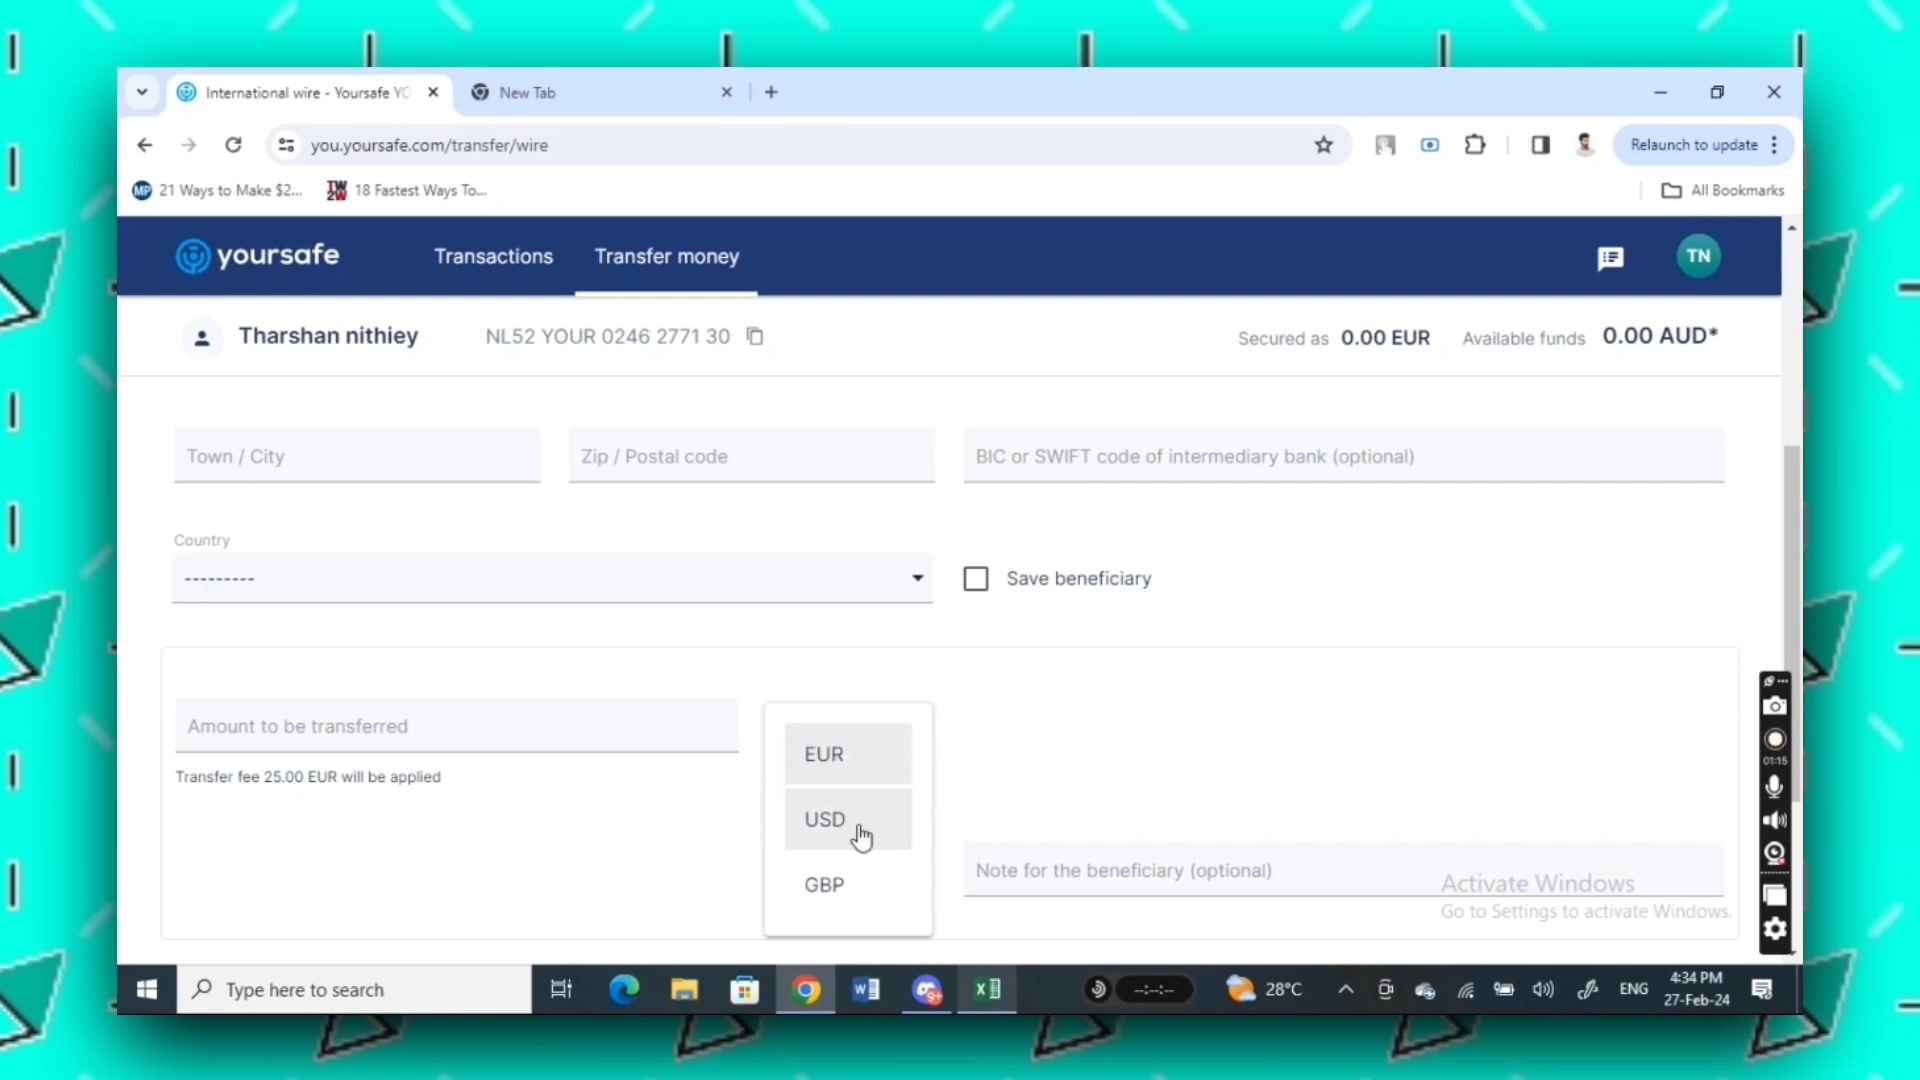 International wire - Yoursafe YO
New Tab
you.yoursafe.com/transfer/wire
Relaunch to update
MP 21 Ways to Make $2...
TW 2W 18 Fastest Ways To...
All Bookmarks
yoursafe
Transactions
Transfer money
TN
Tharshan nithiey
NL52 YOUR 0246 2771 30
Secured as 0.00 EUR
Available funds 0.00 AUD*
Town / City
Zip / Postal code
BIC or SWIFT code of intermediary bank (optional)
Country
---------
Save beneficiary
Amount to be transferred
Transfer fee 25.00 EUR will be applied
EUR
USD
GBP
Note for the beneficiary (optional)
Activate Windows
Go to Settings to activate Windows.
01:15
Type here to search
W
9+
X
--:--:--
28°C
ENG
4:34 PM
27-Feb-24